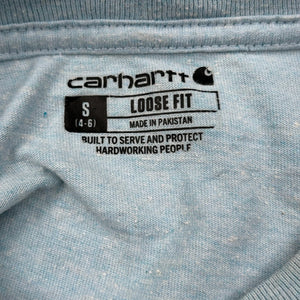 carhartt
S LOOSE FIT
(4-6) MADE IN PAKISTAN
BUILT TO SERVE AND PROTECT
HARDWORKING PEOPLE